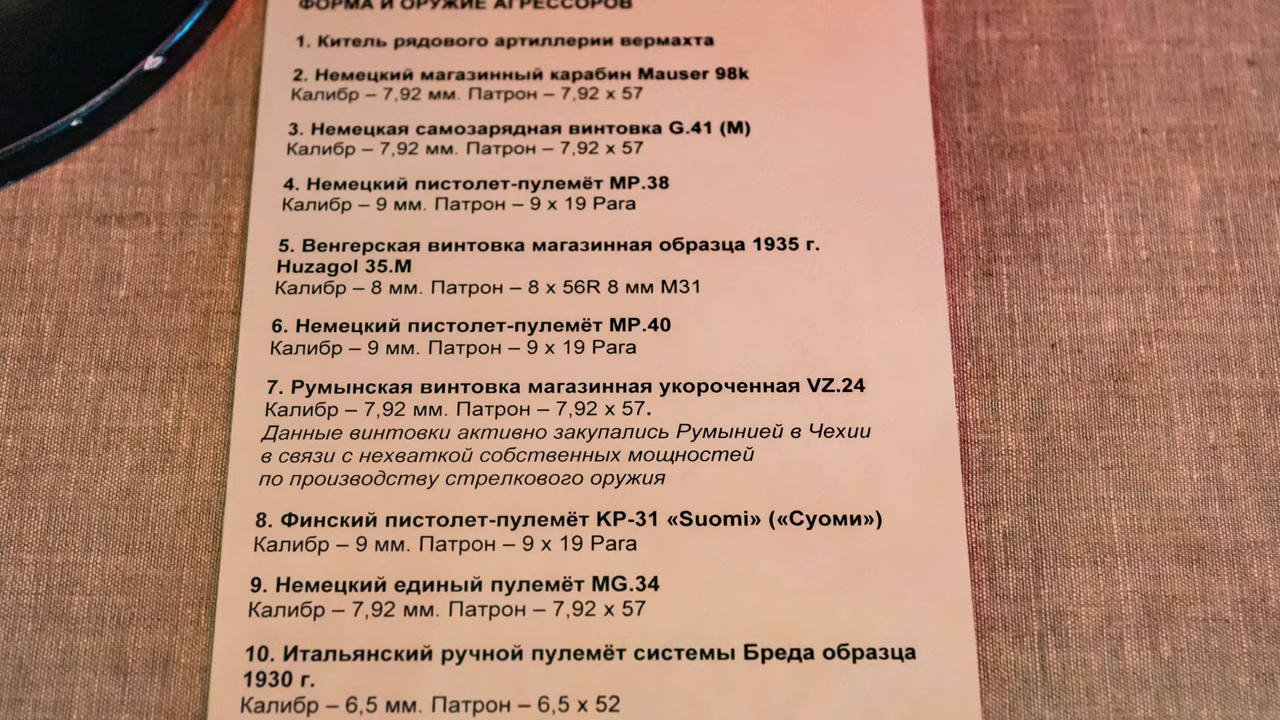 ФОРМА И ОРУЖИЕ АГРЕССОРОВ
1. Китель рядового артиллерии вермахта
2. Немецкий магазинный карабин Mauser 98k
Калибр – 7,92 мм. Патрон – 7,92 х 57
3. Немецкая самозарядная винтовка G.41 (М)
Калибр – 7,92 мм. Патрон – 7,92 х 57
4. Немецкий пистолет-пулемёт МР.38
Калибр – 9 мм. Патрон – 9 х 19 Para
5. Венгерская винтовка магазинная образца 1935 г.
Huzagol 35.M
Калибр – 8 мм. Патрон – 8 х 56R 8 мм М31
6. Немецкий пистолет-пулемёт МР.40
Калибр – 9 мм. Патрон – 9 х 19 Para
7. Румынская винтовка магазинная укороченная VZ.24
Калибр – 7,92 мм. Патрон – 7,92 х 57.
Данные винтовки активно закупались Румынией в Чехии
в связи с нехваткой собственных мощностей
по производству стрелкового оружия
8. Финский пистолет-пулемёт KP-31 «Suomi» («Суоми»)
Калибр – 9 мм. Патрон – 9 х 19 Para
9. Немецкий единый пулемёт MG.34
Калибр – 7,92 мм. Патрон – 7,92 х 57
10. Итальянский ручной пулемёт системы Бреда образца
1930 г.
Калибр – 6,5 мм. Патрон – 6,5 х 52